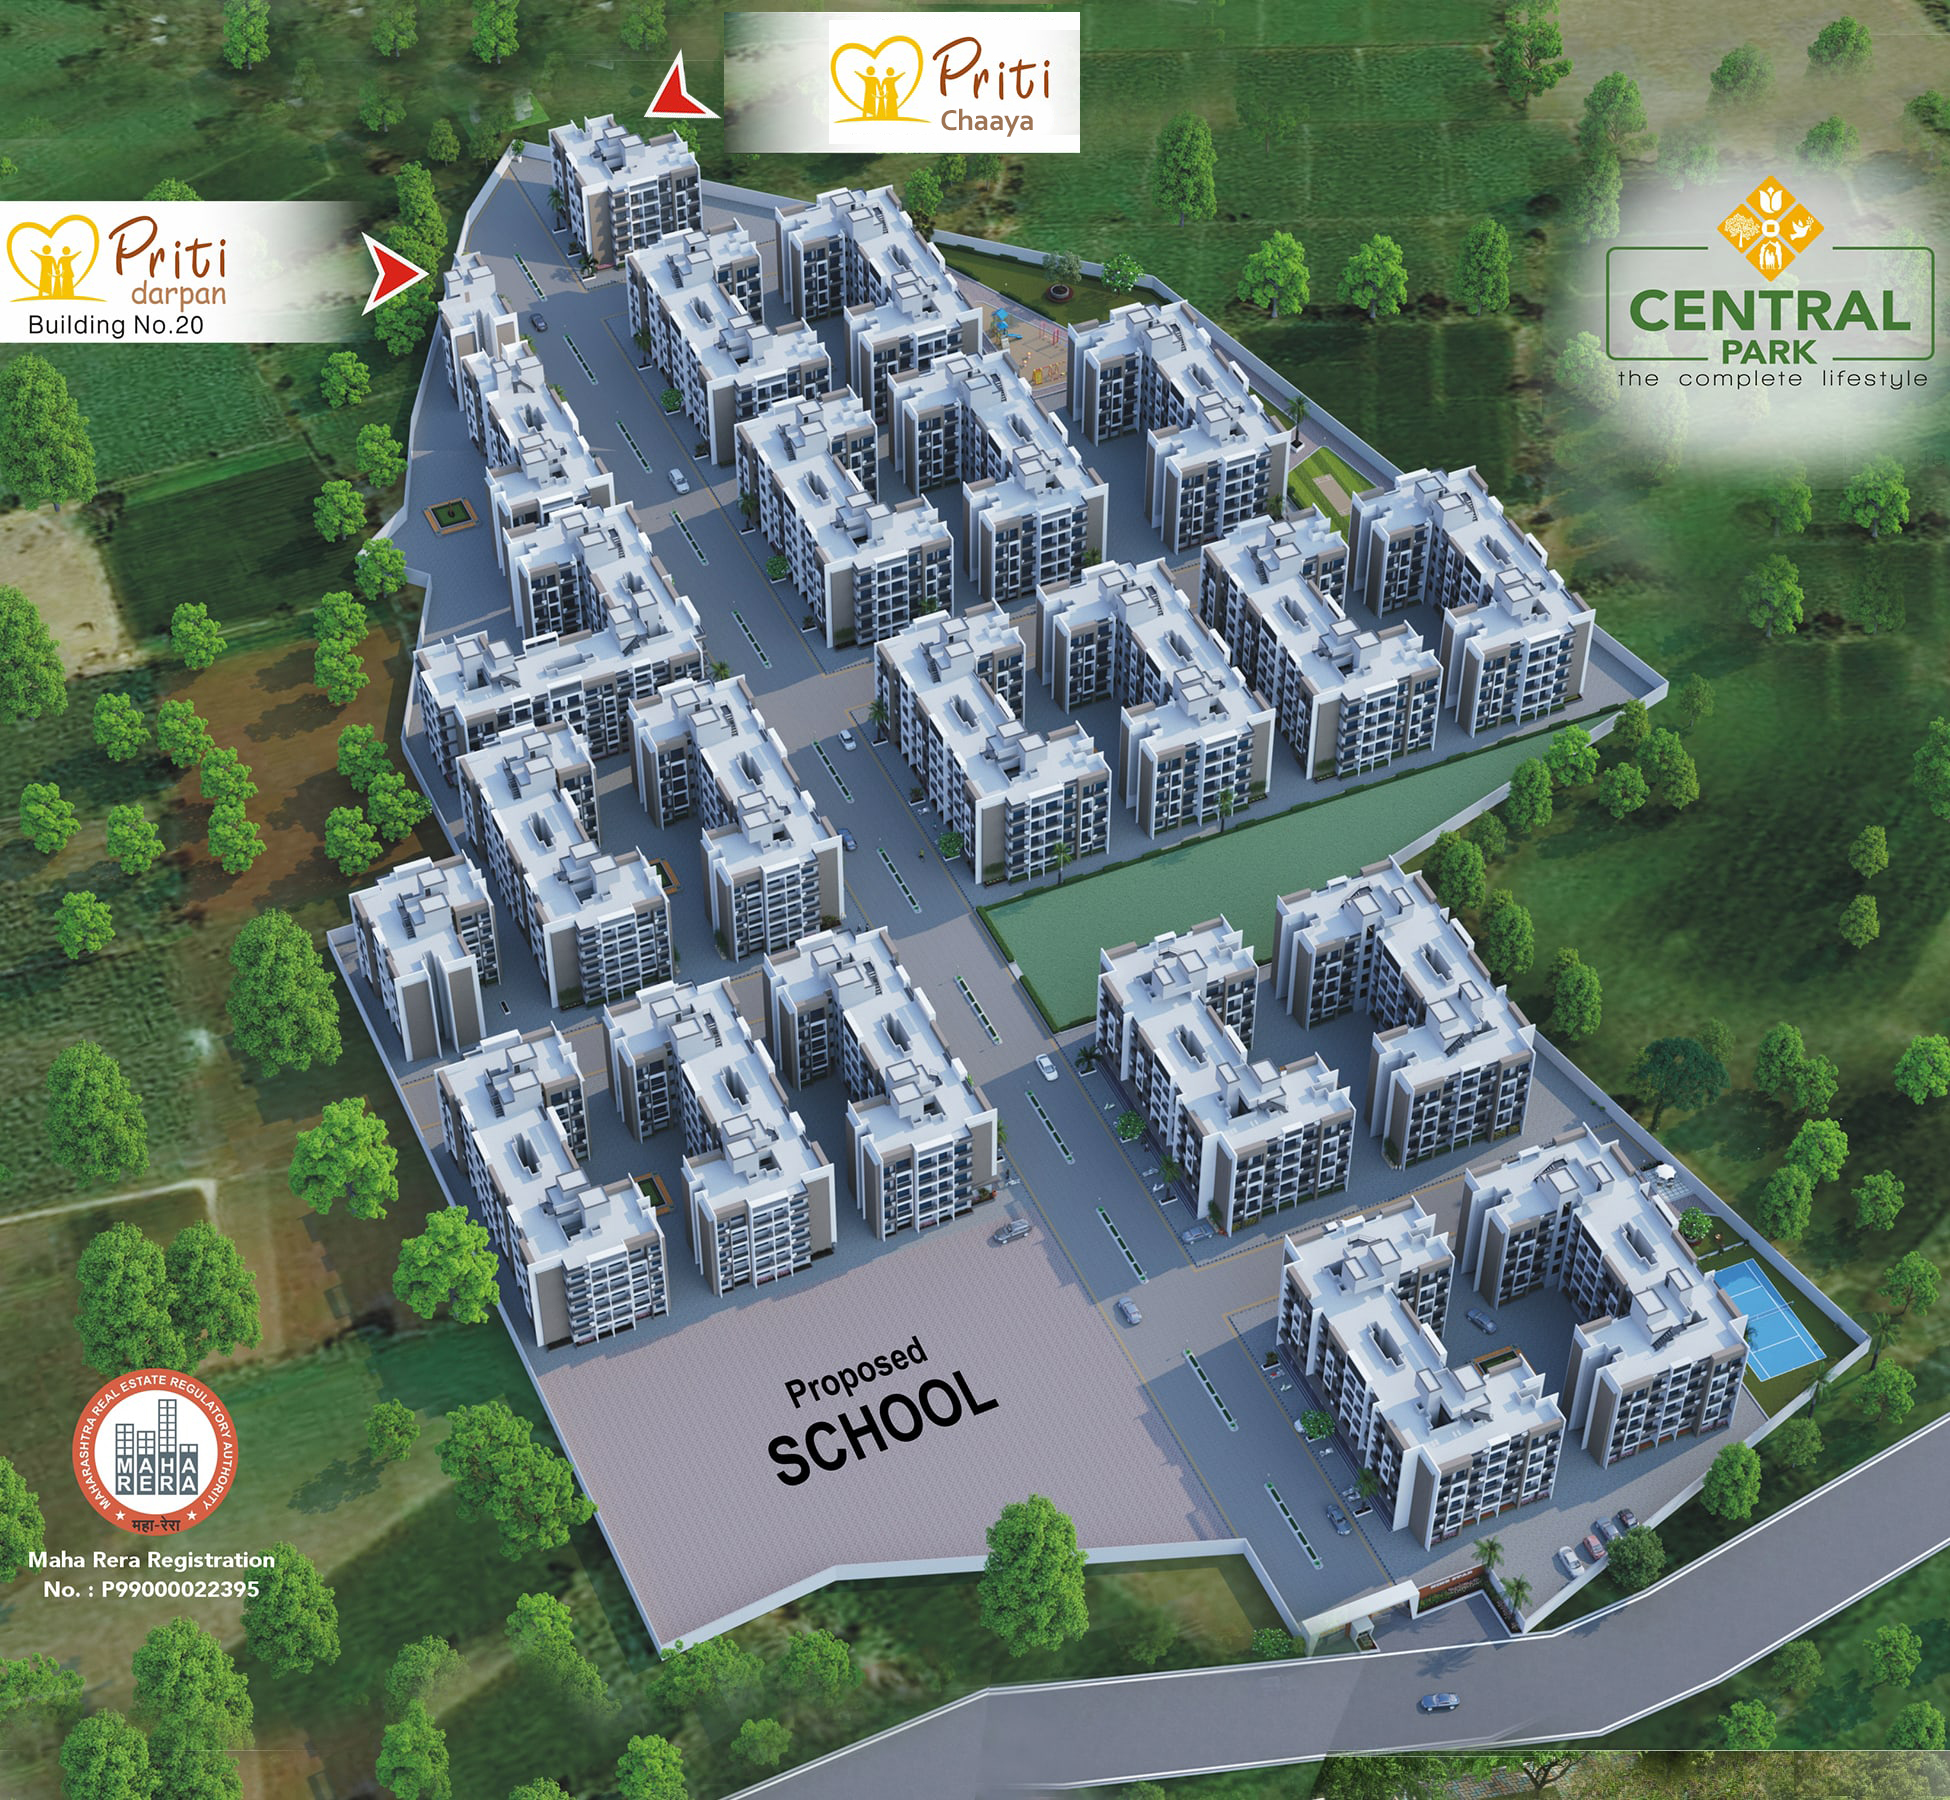 Priti
Chaaya
Priti
darpan
Building No.20
CENTRAL
PARK
the complete lifestyle
Proposed
SCHOOL
MAHARASHTRA REAL ESTATE REGULATORY AUTHORITY
MAHA
RERA
महा-रेरा
Maha Rera Registration
No. : P99000022395